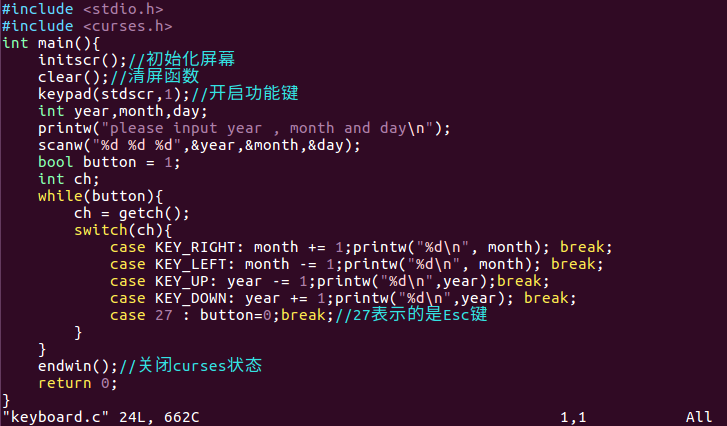 #include <stdio.h>
#include <curses.h>
int main(){
    initscr();//初始化屏幕
    clear();//清屏函数
    keypad(stdscr,1);//开启功能键
    int year,month,day;
    printw("please input year , month and day\n");
    scanw("%d %d %d",&year,&month,&day);
    bool button = 1;
    int ch;
    while(button){
        ch = getch();
        switch(ch){
            case KEY_RIGHT: month += 1;printw("%d\n", month); break;
            case KEY_LEFT: month -= 1;printw("%d\n", month); break;
            case KEY_UP: year -= 1;printw("%d\n",year);break;
            case KEY_DOWN: year += 1;printw("%d\n",year); break;
            case 27 : button=0;break;//27表示的是Esc键
        }
    }
    endwin();//关闭curses状态
    return 0;
}
"keyboard.c" 24L, 662C 1,1 All